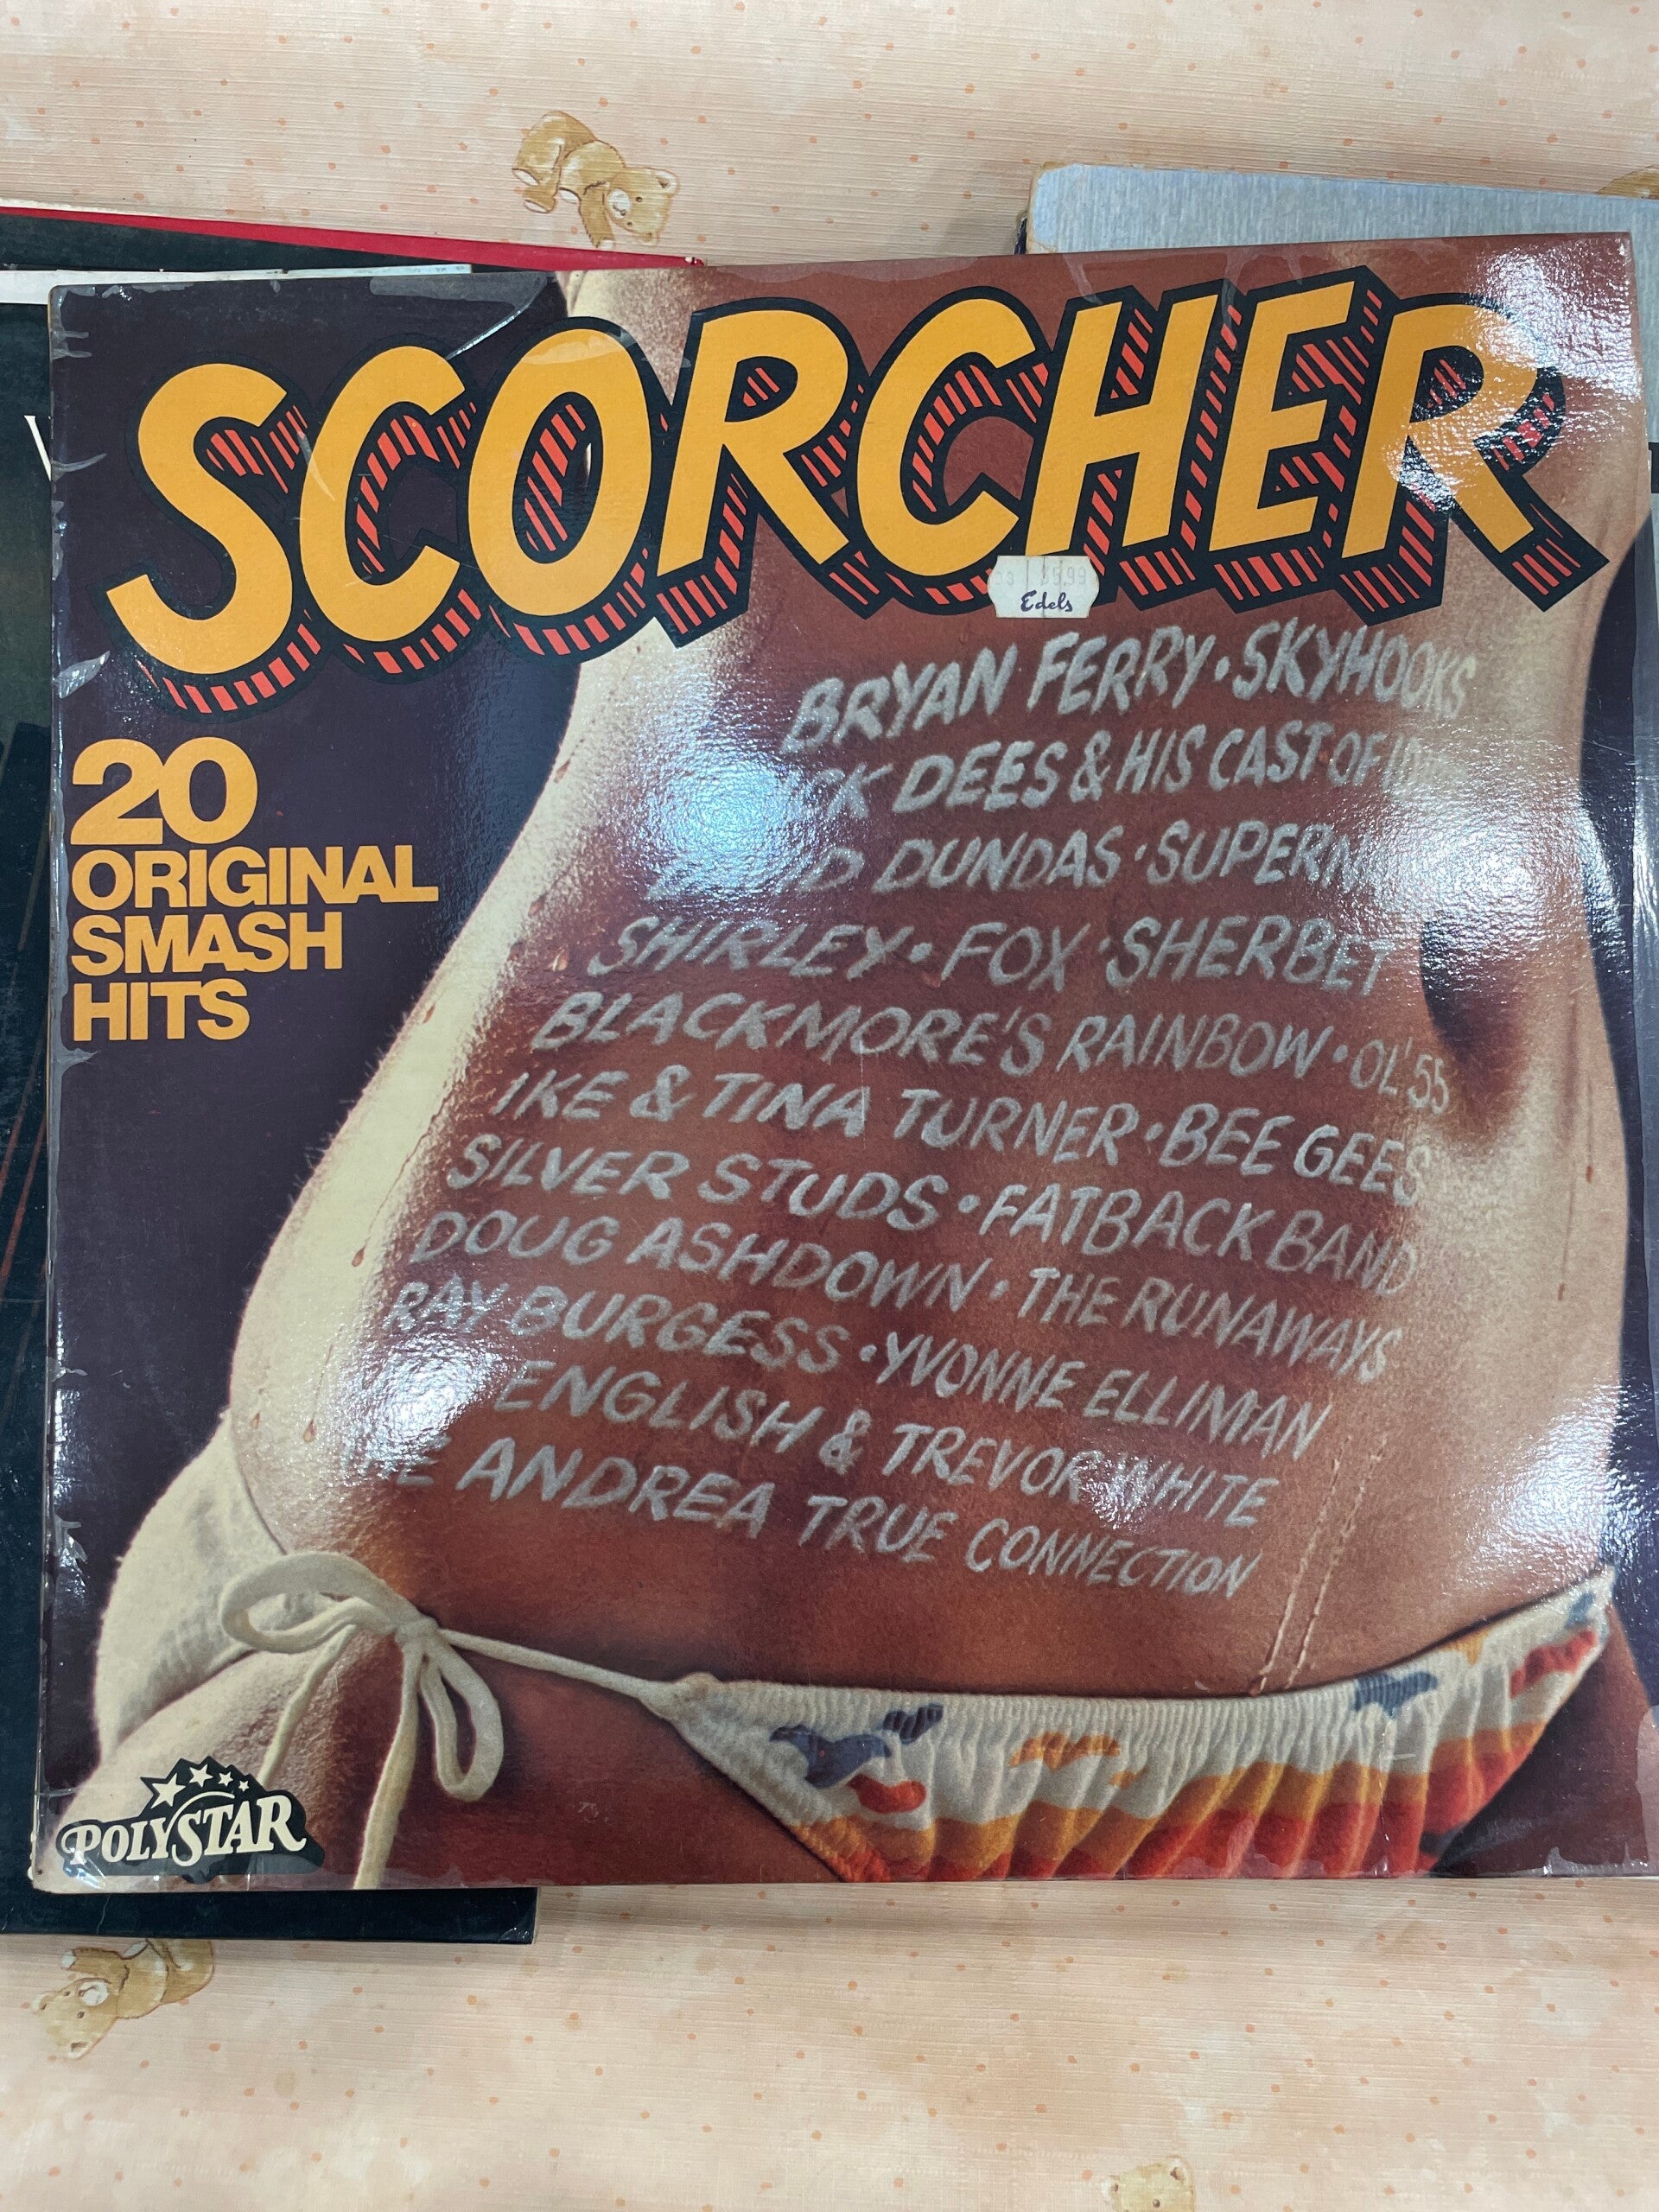 SCORCHER
$5.99
Edels
20
ORIGINAL
SMASH
HITS
BRYAN FERRY • SKYHOOKS
DEES & HIS CAST OF
DUNDAS • 
SHIRLEY • FOX • SHERBET
BLACKMORE'S RAINBOW • OL' 55
IKE & TINA TURNER • BEE GEES
SILVER STUDS • FATBACK BAND
DOUG ASHDOWN • THE RUNAWAYS
RAY BURGESS • YVONNE ELLIMAN
ENGLISH & TREVOR WHITE
ANDREA TRUE CONNECTION
POLYSTAR